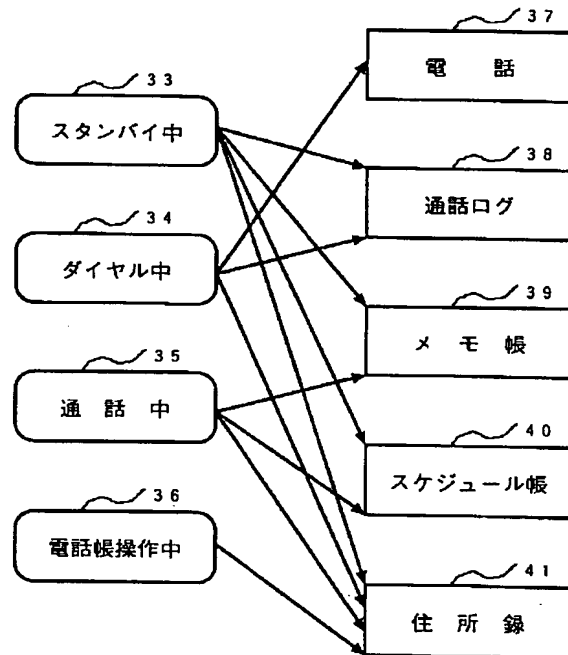 33
スタンバイ中
34
ダイヤル中
35
通話中
36
電話帳操作中
37
電話
38
通話ログ
39
メモ帳
40
スケジュール帳
41
住所録